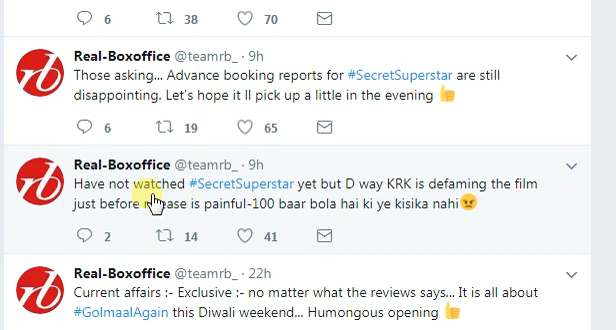 6 38 70
Real-Boxoffice @teamrb_ · 9h
Those asking... Advance booking reports for #SecretSuperstar are still
disappointing. Let's hope it ll pick up a little in the evening
6 19 65
Real-Boxoffice @teamrb_ · 9h
Have not watched #SecretSuperstar yet but D way KRK is defaming the film
just before is painful-100 baar bola hai ki ye kisika nahi
2 14 41
Real-Boxoffice @teamrb_ · 22h
Current affairs :- Exclusive :- no matter what the reviews says... It is all about
#GolmaalAgain this Diwali weekend... Humongous opening
rb
rb
rb